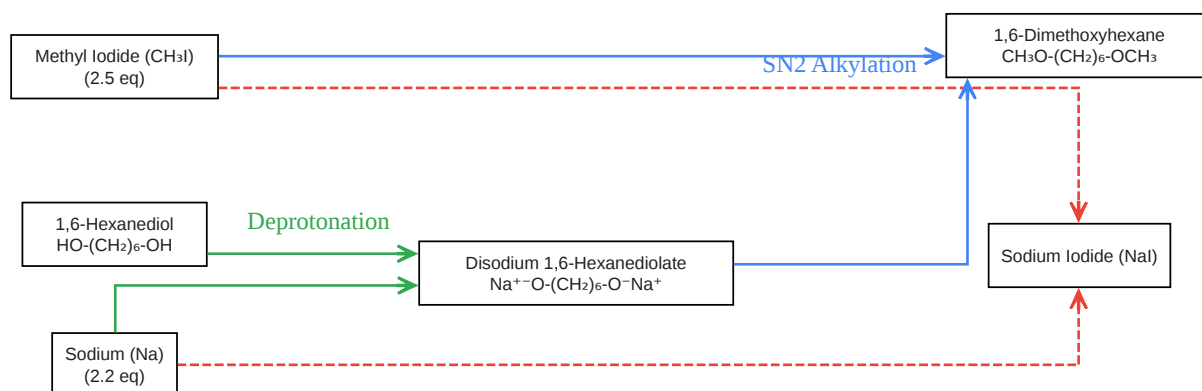 1,6-Dimethoxyhexane
CH₃O-(CH₂)₆-OCH₃
Methyl Iodide (CH₃I)
(2.5 eq)
SN2 Alkylation
1,6-Hexanediol
HO-(CH₂)₆-OH
Deprotonation
Disodium 1,6-Hexanediolate
Na⁺⁻O-(CH₂)₆-O⁻Na⁺
Sodium Iodide (NaI)
Sodium (Na)
(2.2 eq)